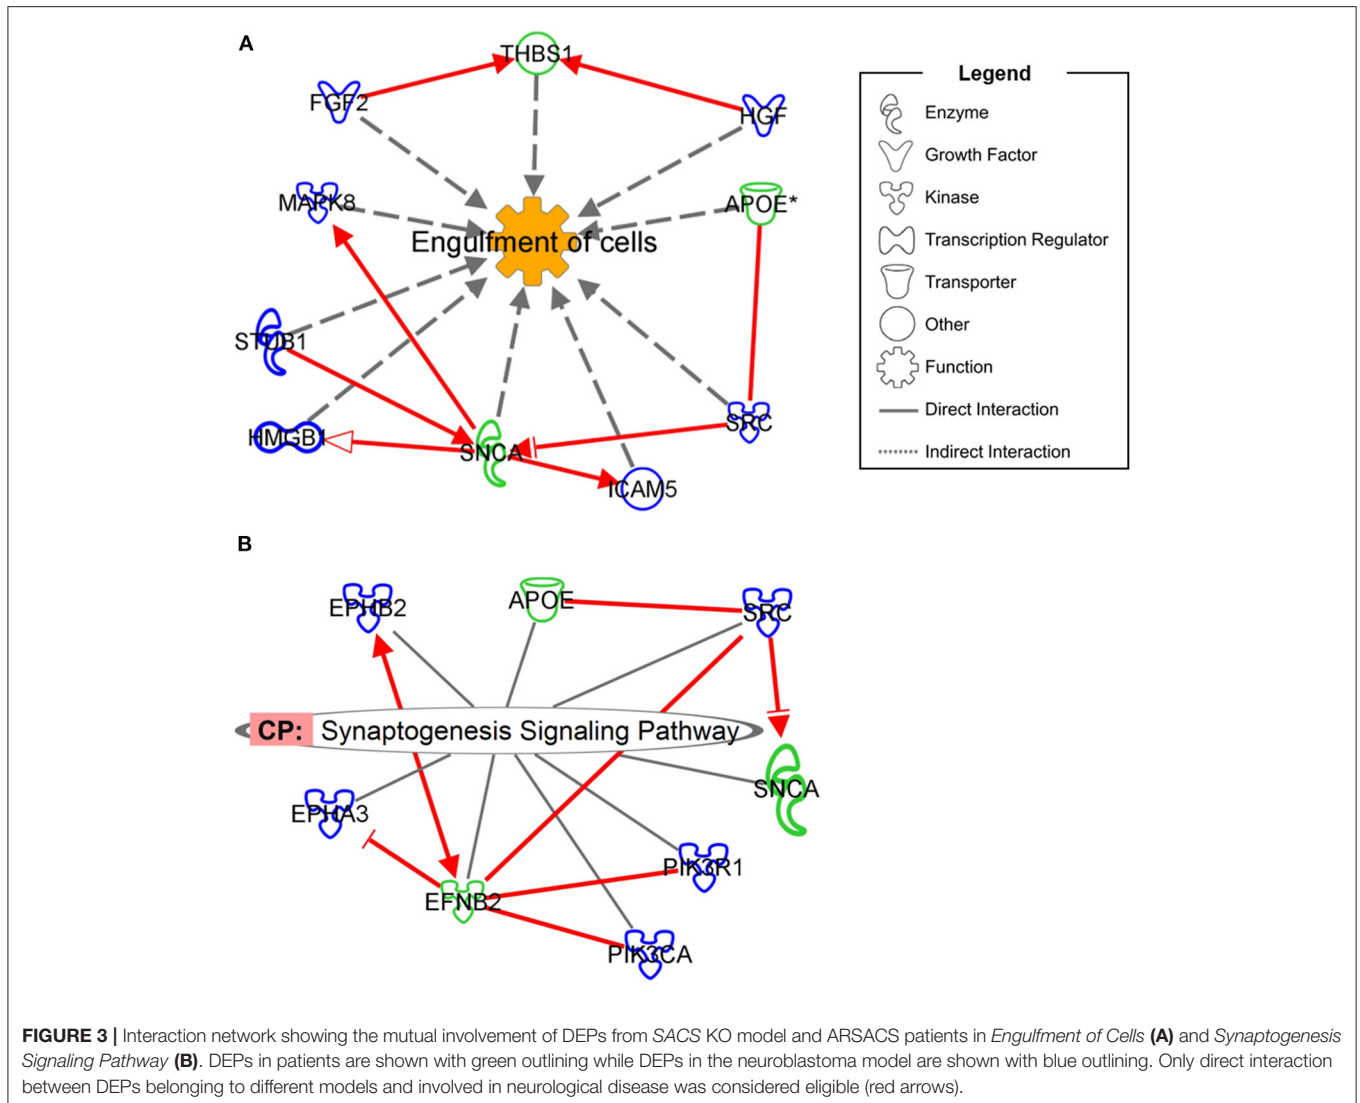 A
THBS1
FGF2
HGF
MAPK8
APOE*
Engulfment of cells
STUB1
HMGB1
SNCA
SRC
ICAM5
Legend
Enzyme
Growth Factor
Kinase
Transcription Regulator
Transporter
Other
Function
Direct Interaction
Indirect Interaction
B
EPHB2
APOE
SRC
CP: Synaptogenesis Signaling Pathway
SNCA
EPHA3
PIK3R1
EFNB2
PIK3CA
FIGURE 3 | Interaction network showing the mutual involvement of DEPs from SACS KO model and ARSACS patients in Engulfment of Cells (A) and Synaptogenesis
Signaling Pathway (B). DEPs in patients are shown with green outlining while DEPs in the neuroblastoma model are shown with blue outlining. Only direct interaction
between DEPs belonging to different models and involved in neurological disease was considered eligible (red arrows).